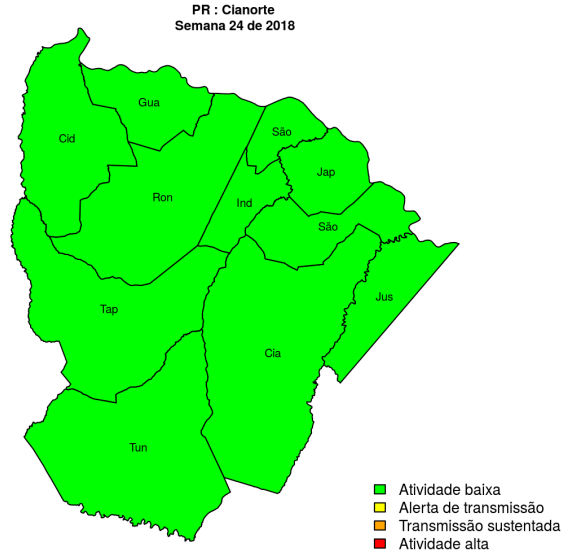 PR : Cianorte
Semana 24 de 2018
Gua
São
Cid
Jap
Ron
Ind
São
Jus
Tap
Cia
Tun
Atividade baixa
Alerta de transmissão
Transmissão sustentada
Atividade alta